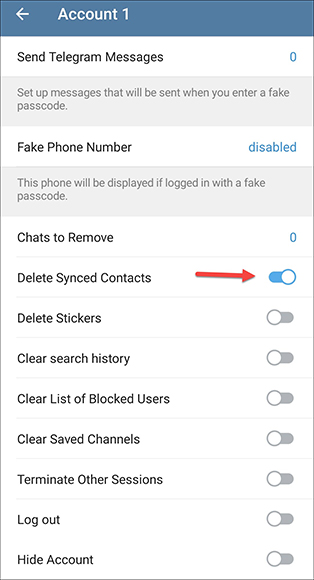 Account 1
Send Telegram Messages 0
Set up messages that will be sent when you enter a fake
passcode.
Fake Phone Number disabled
This phone will be displayed if logged in with a fake
passcode.
Chats to Remove 0
Delete Synced Contacts
Delete Stickers
Clear search history
Clear List of Blocked Users
Clear Saved Channels
Terminate Other Sessions
Log out
Hide Account